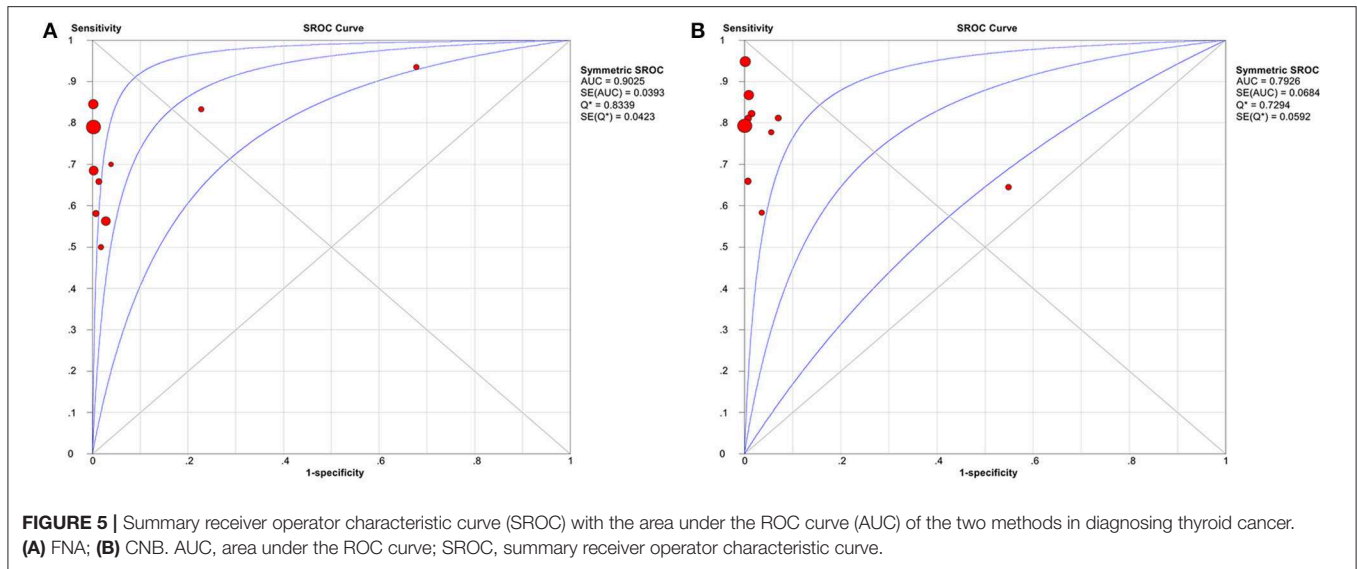 A
Sensitivity
SROC Curve
1
.9
.8
.7
.6
.5
.4
.3
.2
.1
0
0
.2
.4
.6
.8
1
1-specificity
Symmetric SROC
AUC = 0.9025
SE(AUC) = 0.0393
Q* = 0.8339
SE(Q*) = 0.0423
B
Sensitivity
SROC Curve
1
.9
.8
.7
.6
.5
.4
.3
.2
.1
0
0
.2
.4
.6
.8
1
1-specificity
Symmetric SROC
AUC = 0.7926
SE(AUC) = 0.0684
Q* = 0.7294
SE(Q*) = 0.0592
FIGURE 5 | Summary receiver operator characteristic curve (SROC) with the area under the ROC curve (AUC) of the two methods in diagnosing thyroid cancer.
(A) FNA; (B) CNB. AUC, area under the ROC curve; SROC, summary receiver operator characteristic curve.